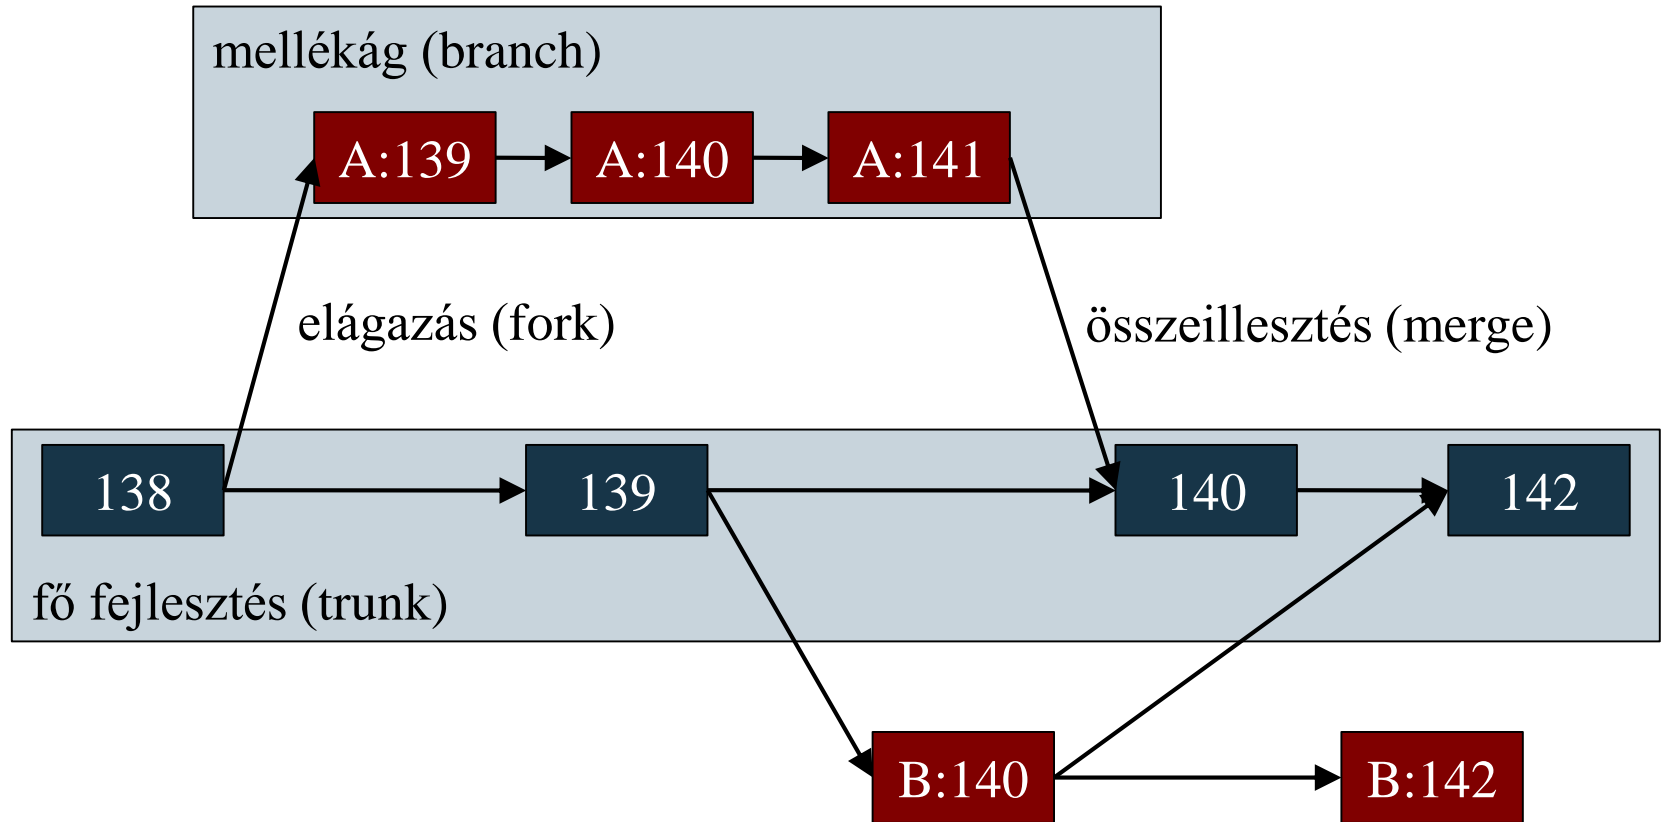 mellékág (branch)
A:139 A:140 A:141
elágazás (fork) összeillesztés (merge)
138 139 140 142
fő fejlesztés (trunk)
B:140 B:142